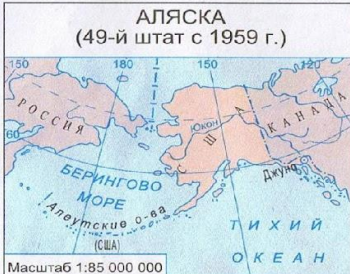 АЛЯСКА
(49-й штат с 1959 г.)
150 180 150 120
РОССИЯ
Юкон
США
КАНАДА
60
БЕРИНГОВО
МОРЕ
Джуно
Алеутские о-ва
(США)
ТИХИЙ
ОКЕАН
Масштаб 1:85 000 000